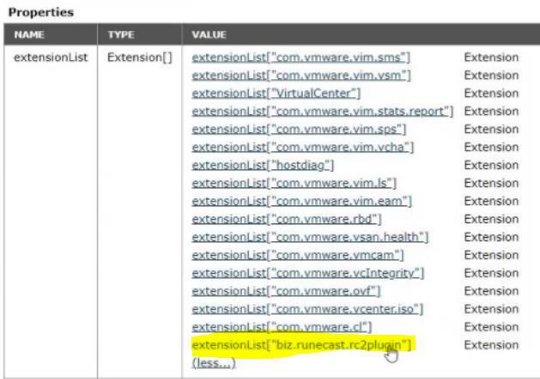 Properties
NAME TYPE VALUE
extensionList Extension[] extensionList["com.vmware.vim.sms"] Extension
extensionList["com.vmware.vim.vsm"] Extension
extensionList["VirtualCenter"] Extension
extensionList["com.vmware.vim.stats.report"] Extension
extensionList["com.vmware.vim.sps"] Extension
extensionList["com.vmware.vim.vcha"] Extension
extensionList["hostdiag"] Extension
extensionList["com.vmware.vim.ls"] Extension
extensionList["com.vmware.vim.eam"] Extension
extensionList["com.vmware.rbd"] Extension
extensionList["com.vmware.vsan.health"] Extension
extensionList["com.vmware.vmcam"] Extension
extensionList["com.vmware.vcIntegrity"] Extension
extensionList["com.vmware.ovf"] Extension
extensionList["com.vmware.vcenter.iso"] Extension
extensionList["com.vmware.cl"] Extension
extensionList["biz.runecast.rc2plugin"] Extension
(less...)